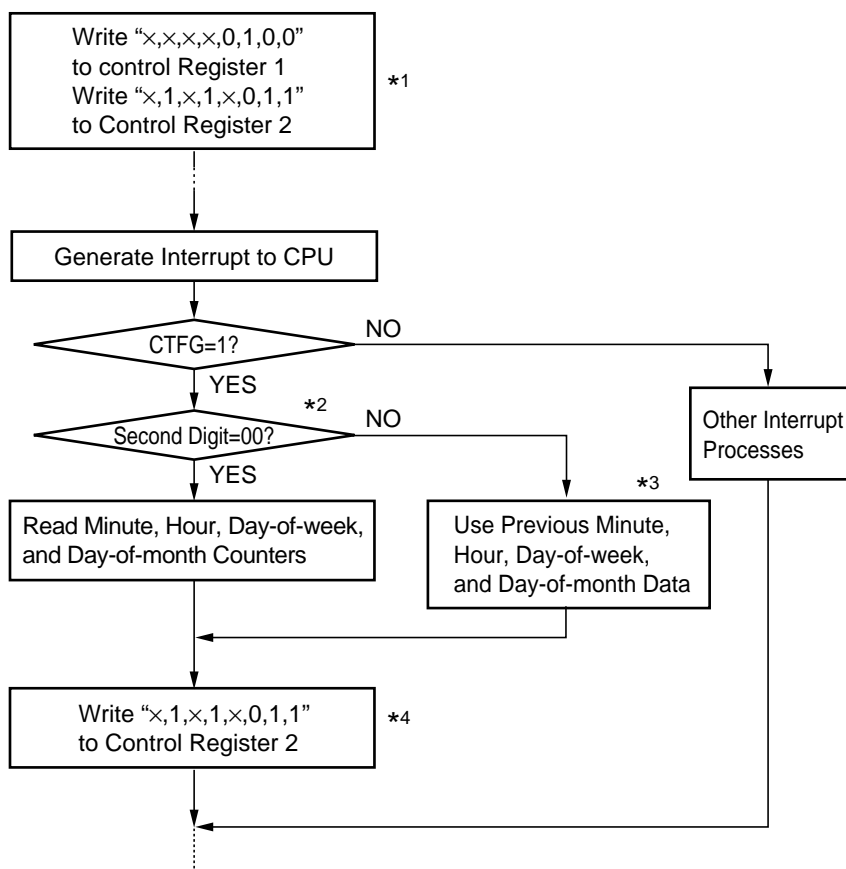 Write “×,×,×,×,0,1,0,0”
to control Register 1
Write “×,1,×,1,×,0,1,1”
to Control Register 2
*1
Generate Interrupt to CPU
CTFG=1?
NO
YES
*2
Second Digit=00?
NO
YES
Other Interrupt
Processes
*3
Read Minute, Hour, Day-of-week,
and Day-of-month Counters
Use Previous Minute,
Hour, Day-of-week,
and Day-of-month Data
Write “×,1,×,1,×,0,1,1”
to Control Register 2
*4